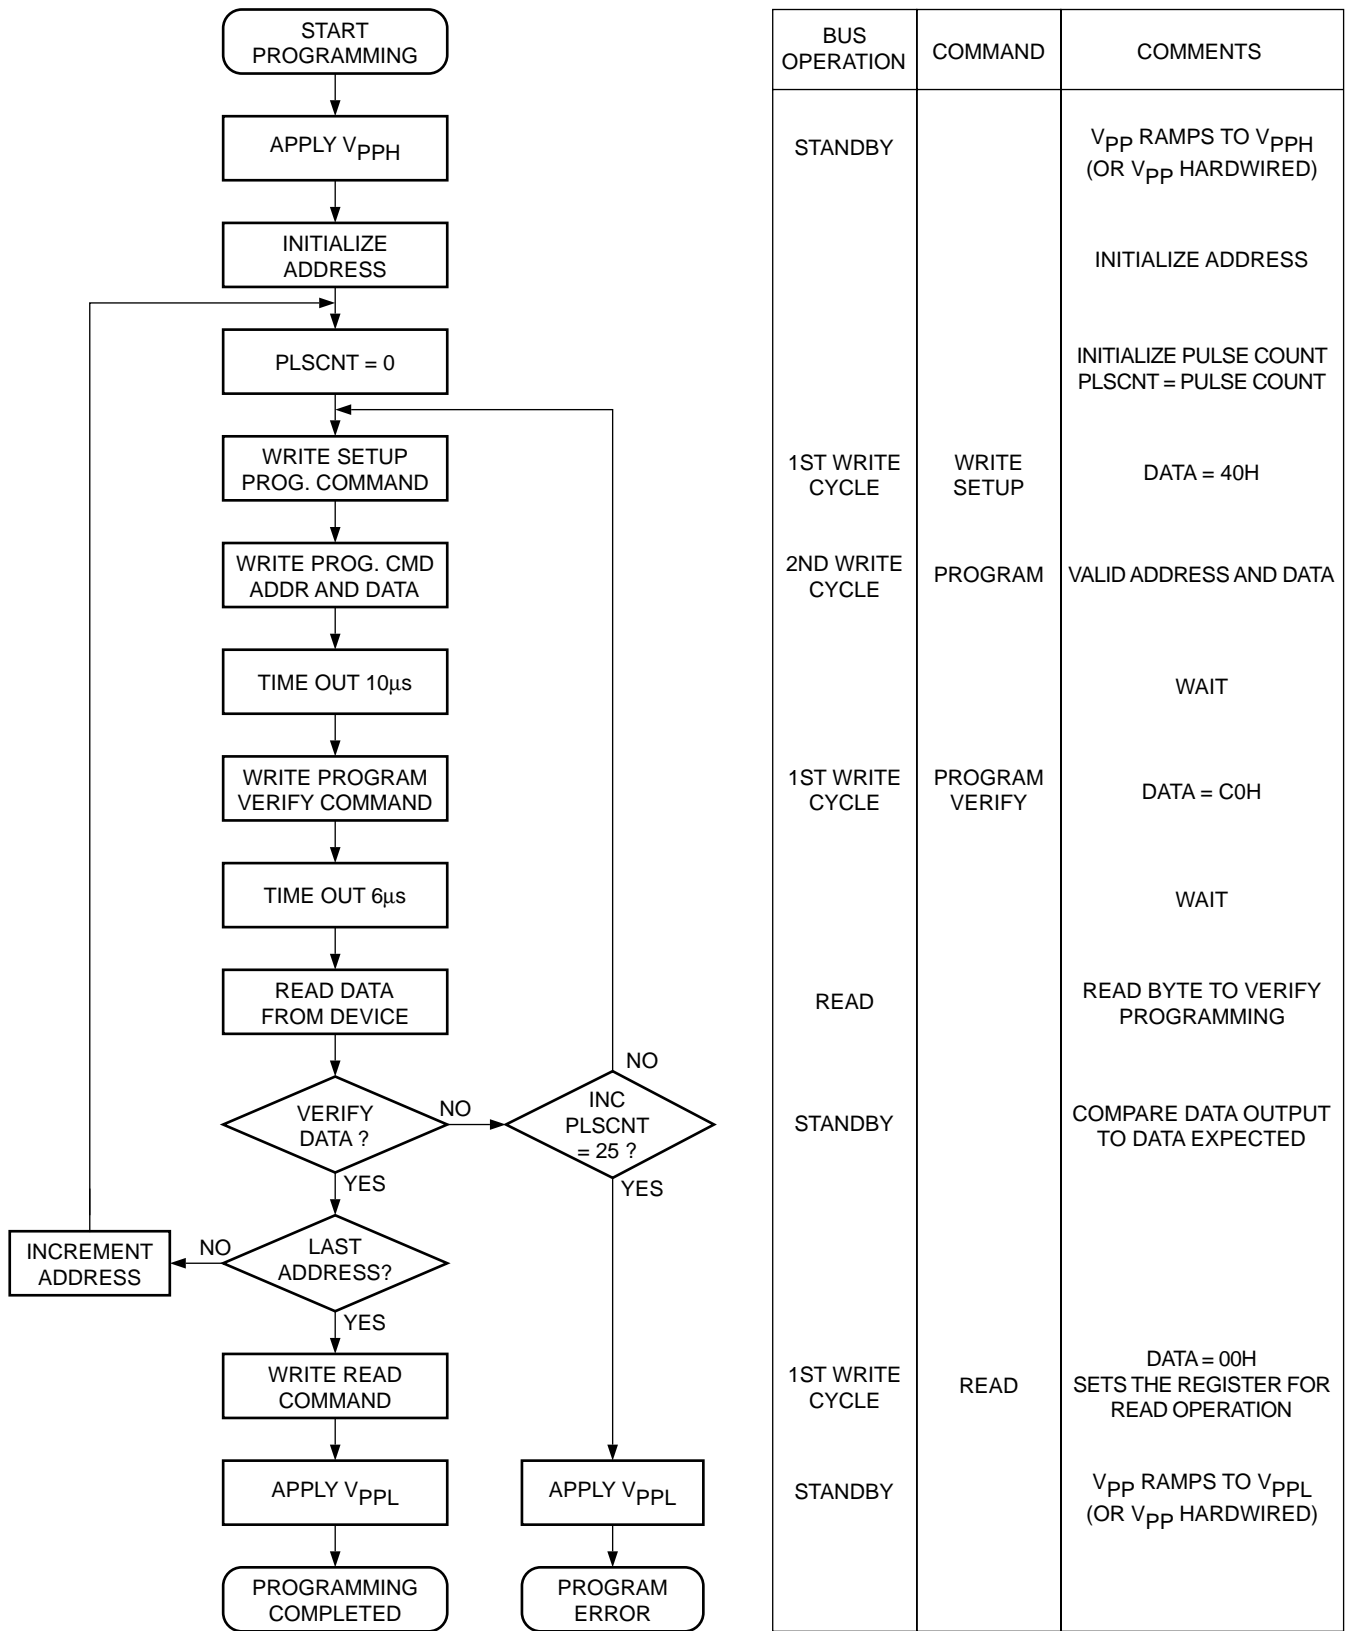 START
PROGRAMMING
APPLY VPPH
INITIALIZE
ADDRESS
PLSCNT = 0
WRITE SETUP
PROG. COMMAND
WRITE PROG. CMD
ADDR AND DATA
TIME OUT 10μs
WRITE PROGRAM
VERIFY COMMAND
TIME OUT 6μs
READ DATA
FROM DEVICE
VERIFY
DATA ?
NO
YES
INC
PLSCNT
= 25 ?
NO
YES
LAST
ADDRESS?
NO
YES
INCREMENT
ADDRESS
WRITE READ
COMMAND
APPLY VPPL
PROGRAMMING
COMPLETED
APPLY VPPL
PROGRAM
ERROR
BUS
OPERATION
COMMAND
COMMENTS
STANDBY
VPP RAMPS TO VPPH
(OR VPP HARDWIRED)
INITIALIZE ADDRESS
INITIALIZE PULSE COUNT
PLSCNT = PULSE COUNT
1ST WRITE
CYCLE
WRITE
SETUP
DATA = 40H
2ND WRITE
CYCLE
PROGRAM
VALID ADDRESS AND DATA
WAIT
1ST WRITE
CYCLE
PROGRAM
VERIFY
DATA = C0H
WAIT
READ
READ BYTE TO VERIFY
PROGRAMMING
STANDBY
COMPARE DATA OUTPUT
TO DATA EXPECTED
1ST WRITE
CYCLE
READ
DATA = 00H
SETS THE REGISTER FOR
READ OPERATION
STANDBY
VPP RAMPS TO VPPL
(OR VPP HARDWIRED)